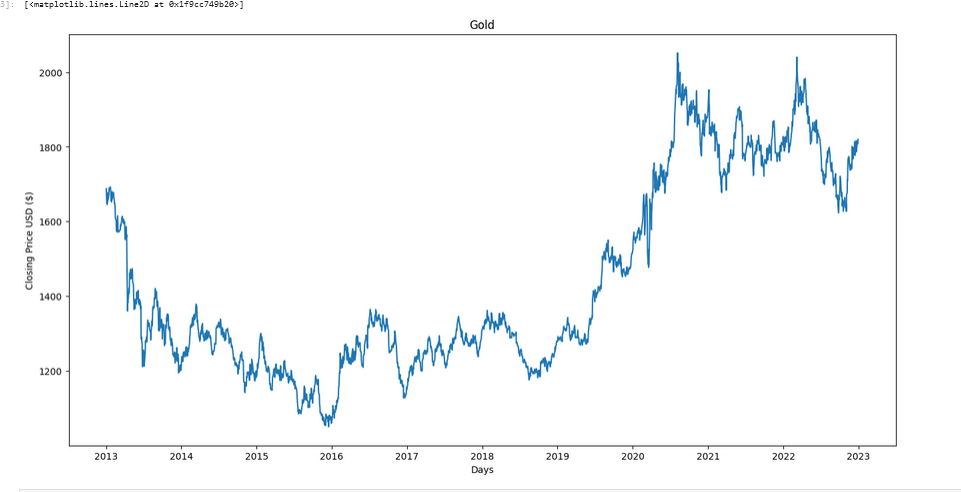 3]: [<matplotlib.lines.Line2D at 0x1f9cc749b20>]
Gold
2000
1800
1600
1400
1200
Closing Price USD ($)
2013 2014 2015 2016 2017 2018 2019 2020 2021 2022 2023
Days